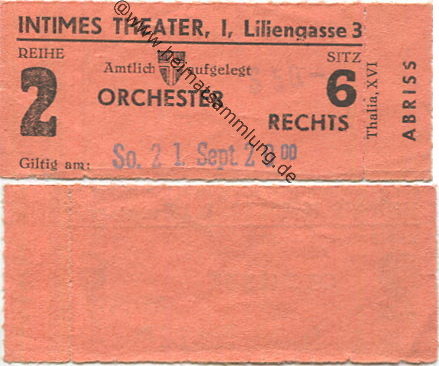 INTIMES THEATER, I, Liliengasse 3
REIHE
SITZ
Amtlich aufgelegt
2
6
ORCHESTER
RECHTS
Giltig am:
So. 21. Sept 20 00
Thalia, XVI
ABRISS
@www.heimatsammlung.de